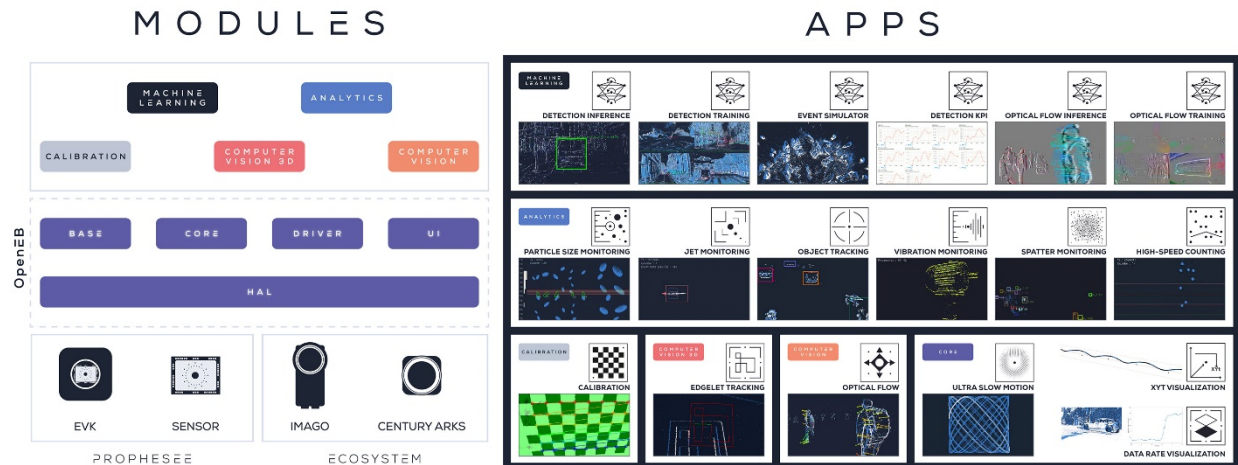 MODULES
APPS
MACHINE
LEARNING
ANALYTICS
CALIBRATION
COMPUTER
VISION 3D
COMPUTER
VISION
OpenEB
BASE
CORE
DRIVER
UI
HAL
EVK
SENSOR
IMAGO
CENTURY ARKS
PROPHESEE
ECOSYSTEM
MACHINE
LEARNING
DETECTION INFERENCE
DETECTION TRAINING
EVENT SIMULATOR
DETECTION KPI
OPTICAL FLOW INFERENCE
OPTICAL FLOW TRAINING
ANALYTICS
PARTICLE SIZE MONITORING
JET MONITORING
OBJECT TRACKING
VIBRATION MONITORING
SPATTER MONITORING
HIGH-SPEED COUNTING
CALIBRATION
CALIBRATION
COMPUTER
VISION 3D
EDGELET TRACKING
COMPUTER
VISION
OPTICAL FLOW
CORE
ULTRA SLOW MOTION
XYt
XYT VISUALIZATION
DATA RATE VISUALIZATION